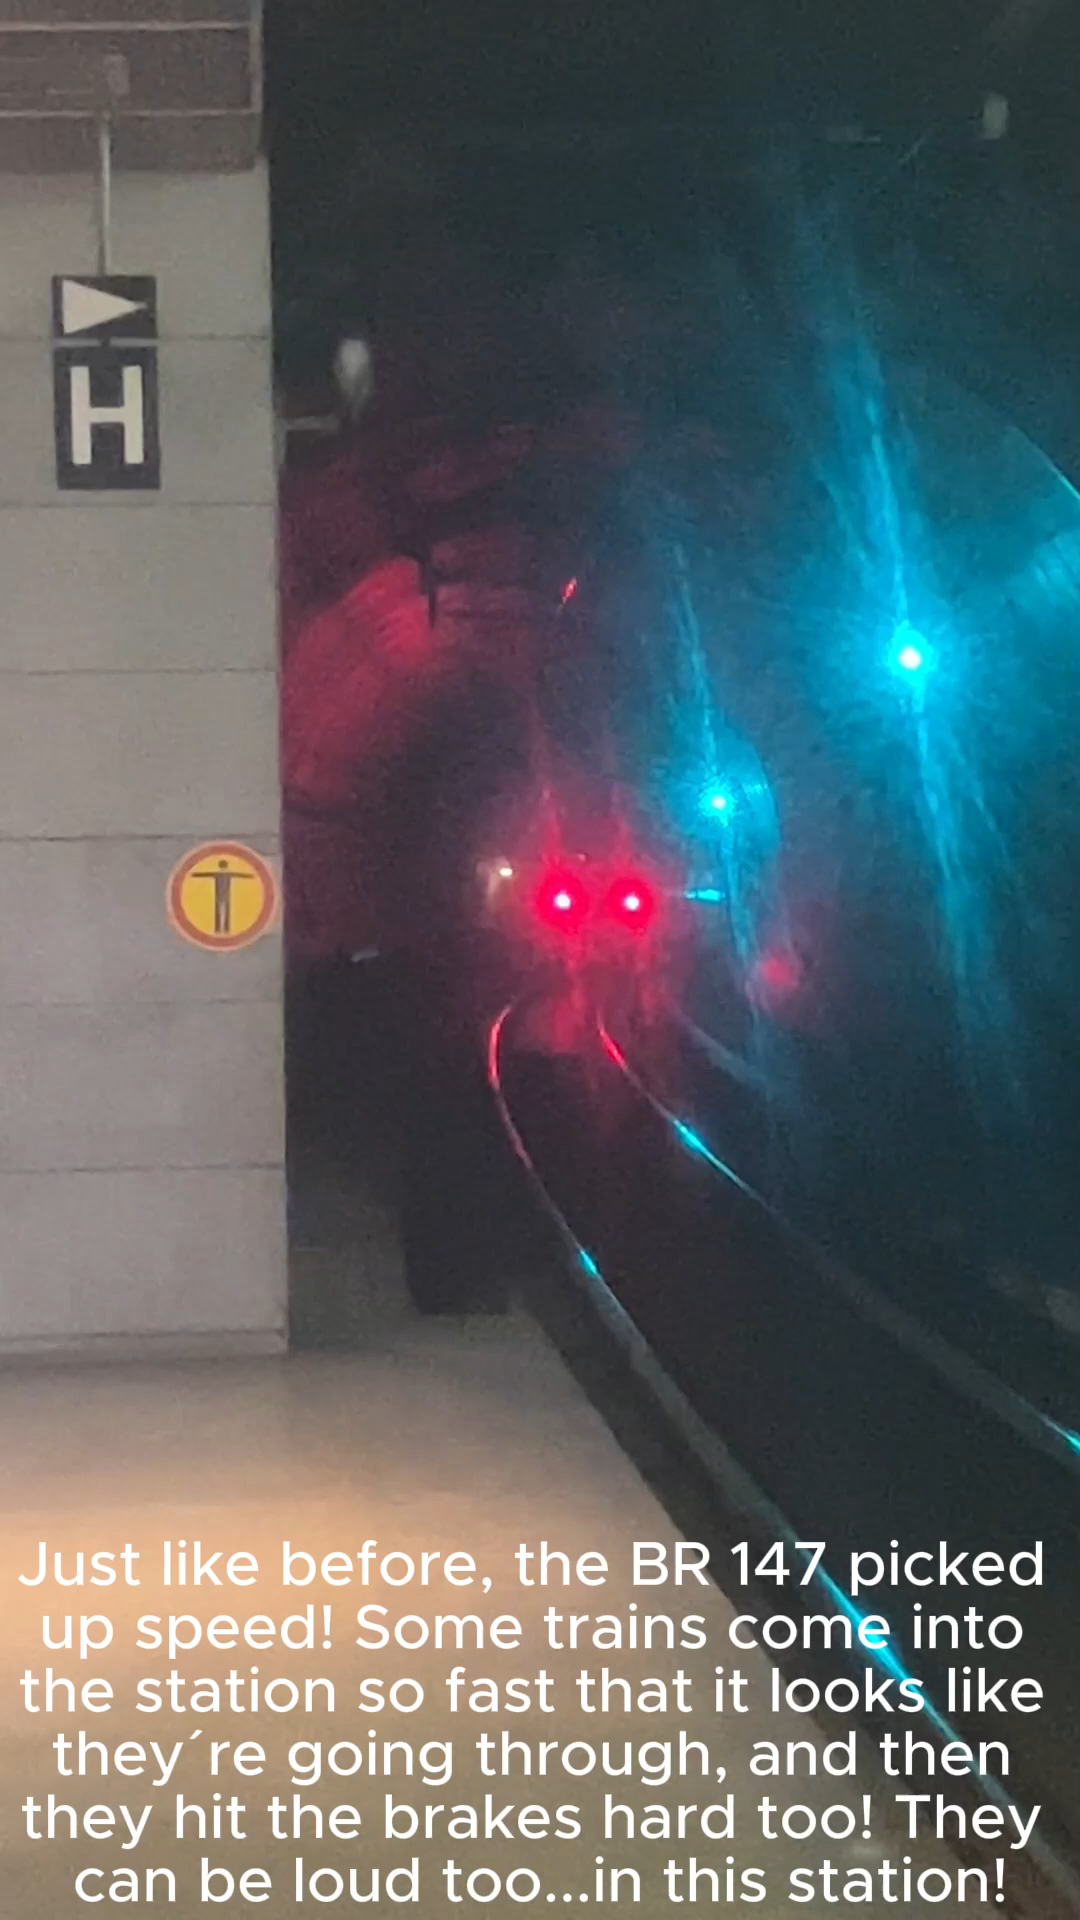 H
Just like before, the BR 147 picked
up speed! Some trains come into
the station so fast that it looks like
they´re going through, and then
they hit the brakes hard too! They
can be loud too...in this station!